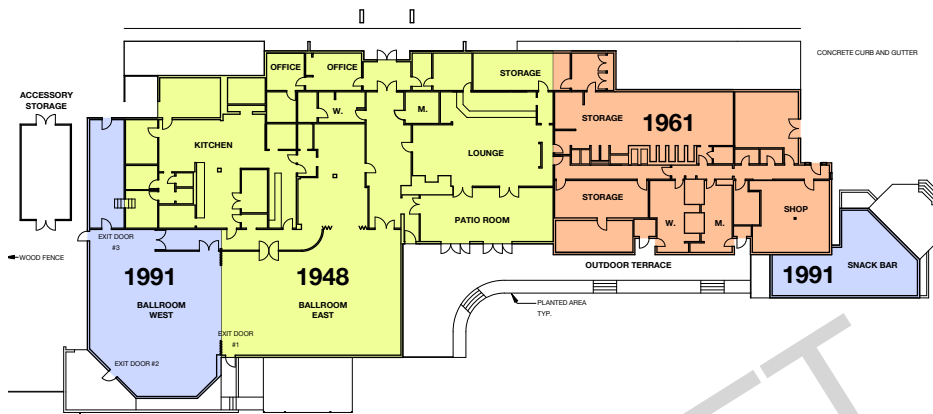 CONCRETE CURB AND GUTTER
OFFICE
OFFICE
STORAGE
ACCESSORY
STORAGE
W.
M.
STORAGE
1961
KITCHEN
LOUNGE
STORAGE
SHOP
PATIO ROOM
W.
M.
EXIT DOOR
#3
WOOD FENCE
OUTDOOR TERRACE
1991
1948
1991
SNACK BAR
BALLROOM
WEST
BALLROOM
EAST
PLANTED AREA
TYP.
EXIT DOOR
#1
EXIT DOOR #2